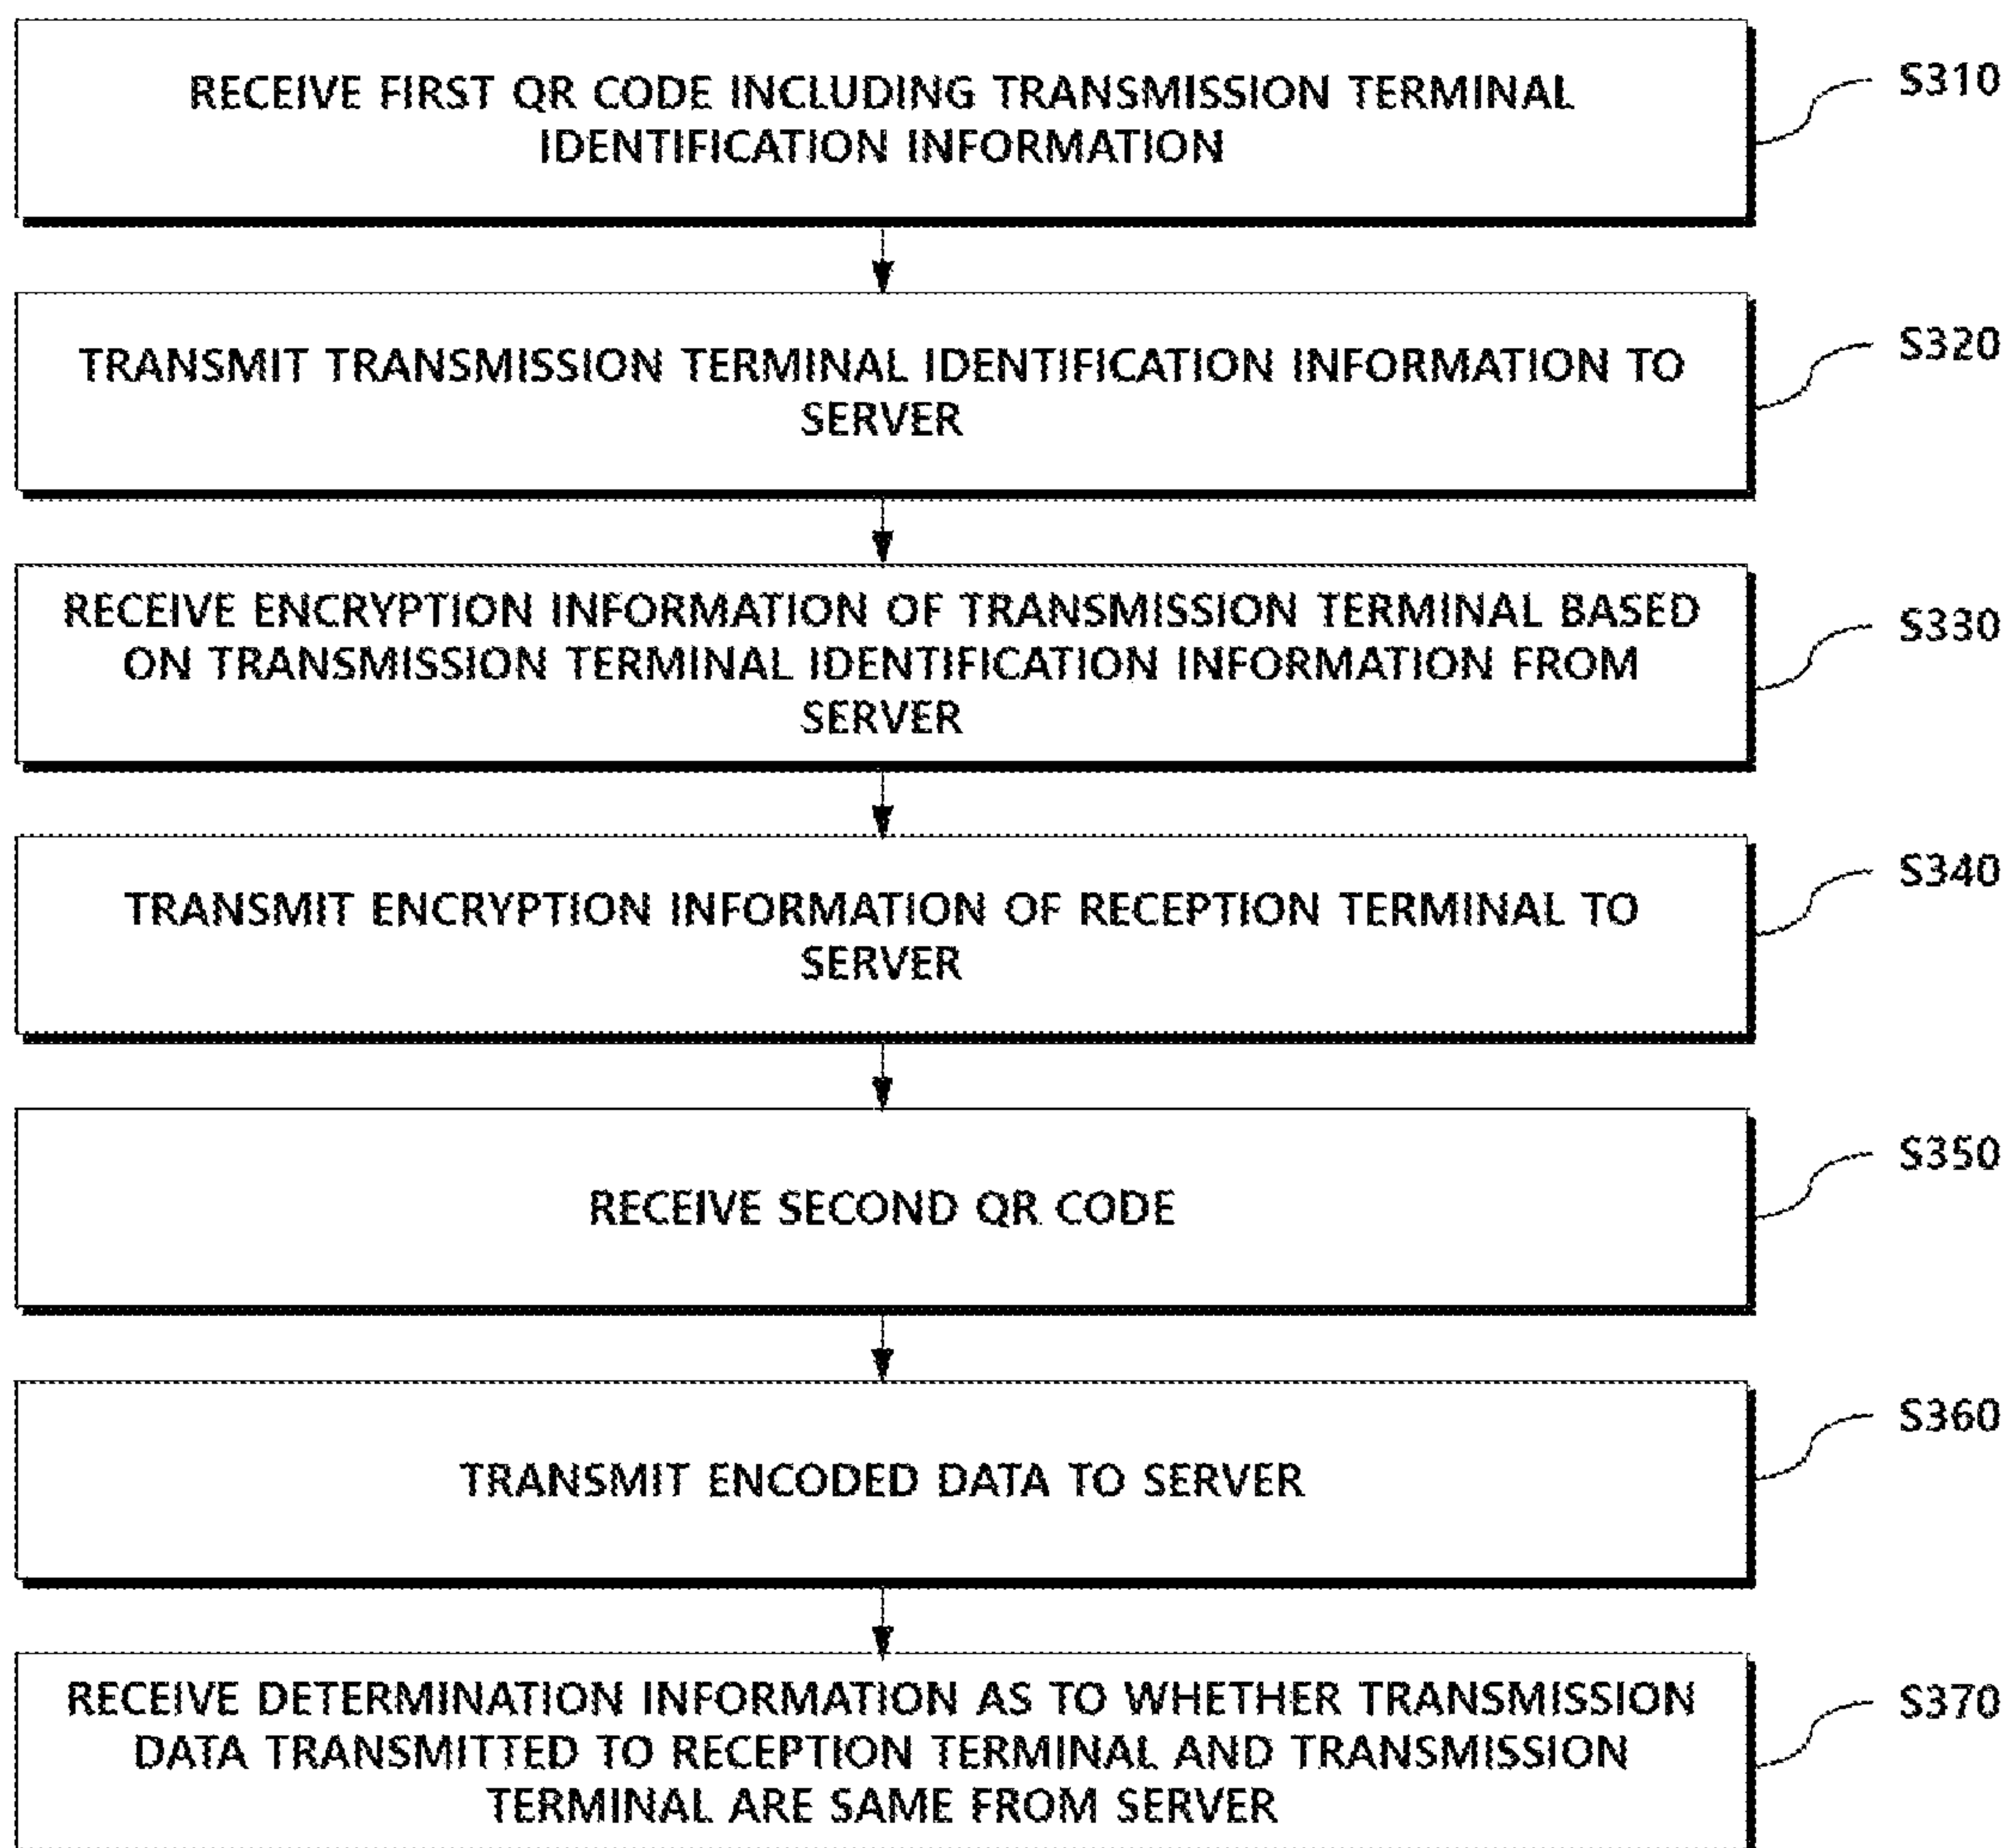 RECEIVE FIRST QR CODE INCLUDING TRANSMISSION TERMINAL
IDENTIFICATION INFORMATION
S310
TRANSMIT TRANSMISSION TERMINAL IDENTIFICATION INFORMATION TO
SERVER
S320
RECEIVE ENCRYPTION INFORMATION OF TRANSMISSION TERMINAL BASED
ON TRANSMISSION TERMINAL IDENTIFICATION INFORMATION FROM
SERVER
S330
TRANSMIT ENCRYPTION INFORMATION OF RECEPTION TERMINAL TO
SERVER
S340
RECEIVE SECOND QR CODE
S350
TRANSMIT ENCODED DATA TO SERVER
S360
RECEIVE DETERMINATION INFORMATION AS TO WHETHER TRANSMISSION
DATA TRANSMITTED TO RECEPTION TERMINAL AND TRANSMISSION
TERMINAL ARE SAME FROM SERVER
S370